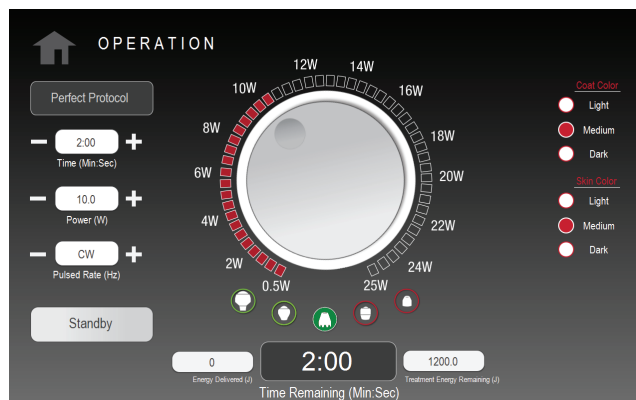 OPERATION
Perfect Protocol
2:00
Time (Min:Sec)
10.0
Power (W)
CW
Pulsed Rate (Hz)
Standby
0.5W
2W
4W
6W
8W
10W
12W
14W
16W
18W
20W
22W
24W
25W
Coat Color
Light
Medium
Dark
Skin Color
Light
Medium
Dark
0
Energy Delivered (J)
2:00
Time Remaining (Min:Sec)
1200.0
Treatment Energy Remaining (J)